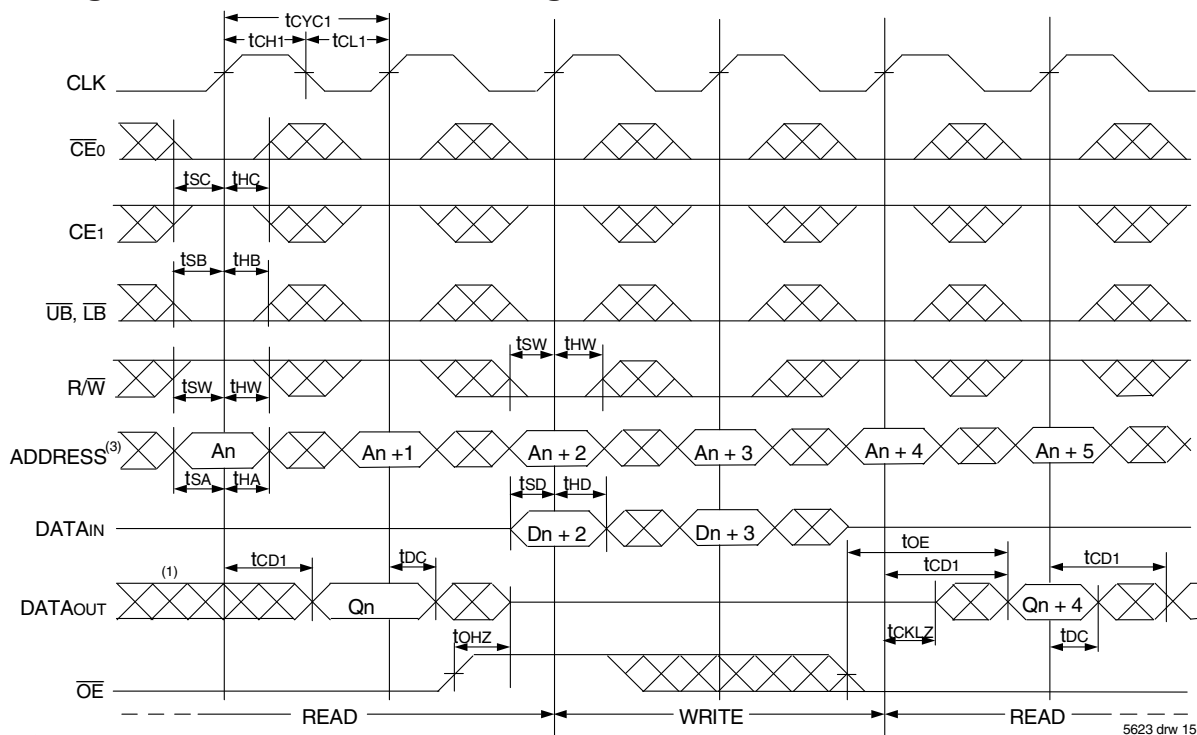 tCYC1
tCH1 tCL1
CLK
CE0
tSC tHC
CE1
tSB tHB
UB, LB
tSW tHW
R/W
tSW tHW
ADDRESS(3) An An +1 An + 2 An + 3 An + 4 An + 5
tSA tHA tSD tHD
DATAIN Dn + 2 Dn + 3
tOE
tCD1 tDC tCD1 tCD1
(1)
DATAOUT Qn Qn + 4
tOHZ tCKLZ tDC
OE
READ WRITE READ
5623 drw 15